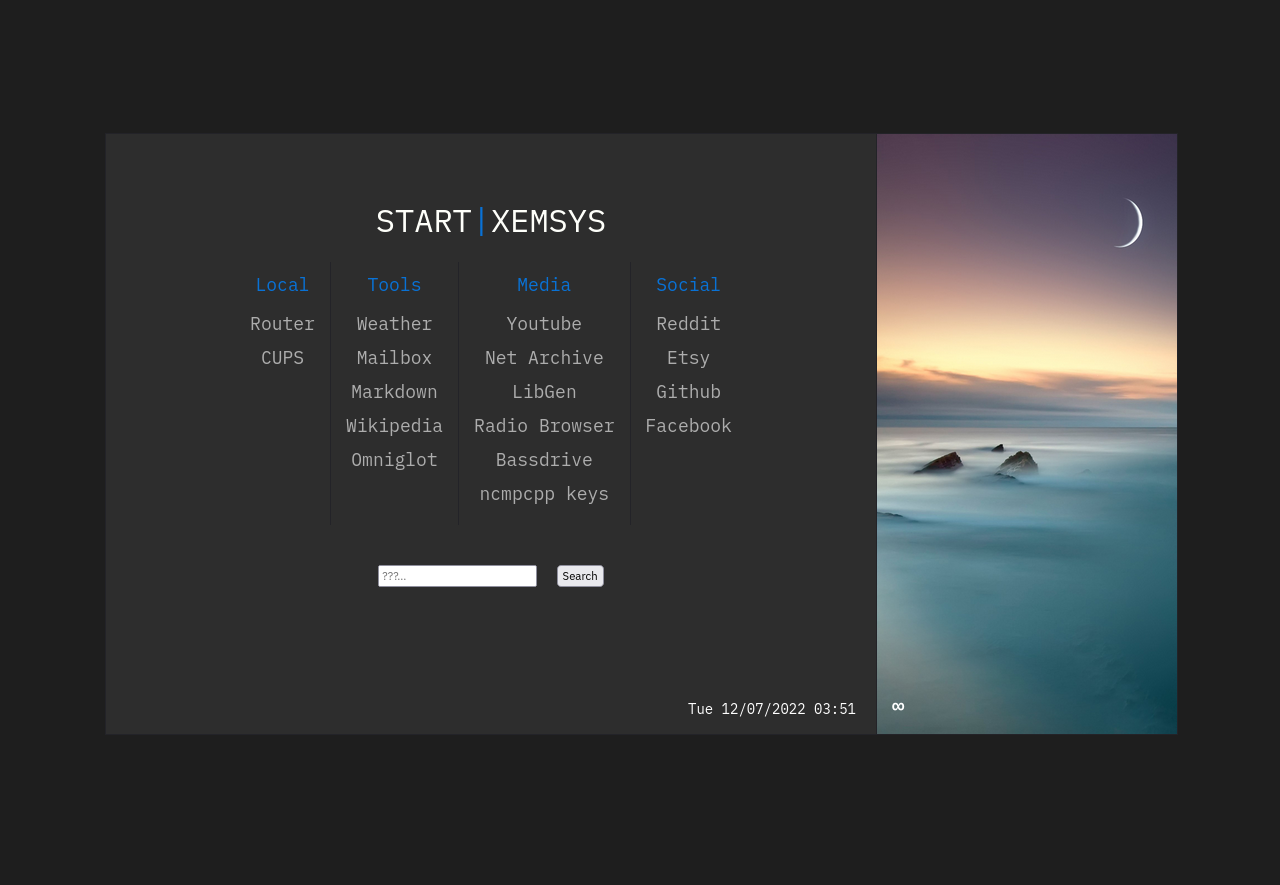 START|XEMSYS
Local
Router
CUPS
Tools
Weather
Mailbox
Markdown
Wikipedia
Omniglot
Media
Youtube
Net Archive
LibGen
Radio Browser
Bassdrive
ncmpcpp keys
Social
Reddit
Etsy
Github
Facebook
???...
Search
Tue 12/07/2022 03:51
∞